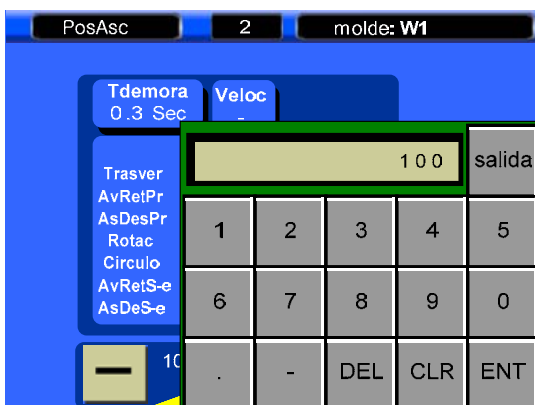 PosAsc 2 molde: W1
Tdemora Veloc
0.3 Sec -
100 salida
Trasver
AvRetPr
AsDesPr
Rotac
Circulo
AvRetS-e
AsDeS-e
1 2 3 4 5
6 7 8 9 0
. - DEL CLR ENT